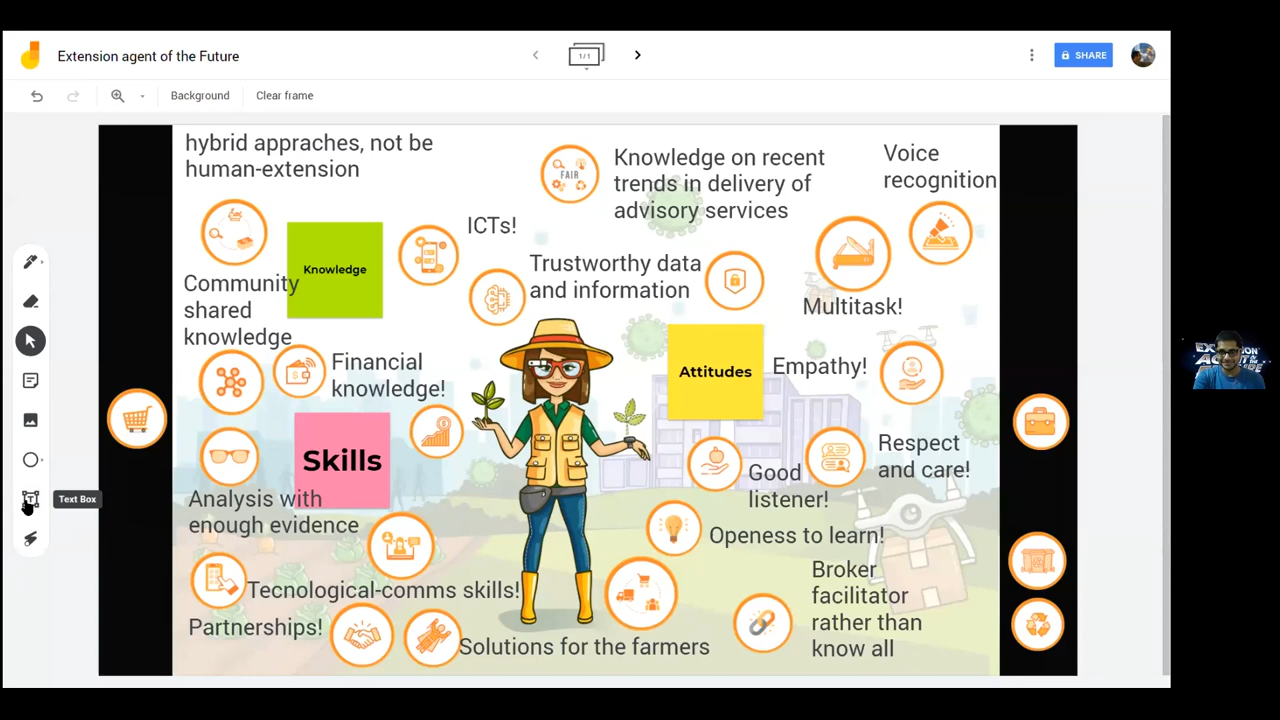 Extension agent of the Future
1/1
SHARE
Background
Clear frame
hybrid appraches, not be
human-extension
FAIR
Knowledge on recent
trends in delivery of
advisory services
Voice
recognition
ICTs!
Knowledge
Trustworthy data
and information
Community
shared
knowledge
Multitask!
Financial
knowledge!
Attitudes
Empathy!
Skills
Respect
and care!
Good
listener!
Text Box
Analysis with
enough evidence
Openess to learn!
Tecnological-comms skills!
Broker
facilitator
rather than
know all
Partnerships!
Solutions for the farmers